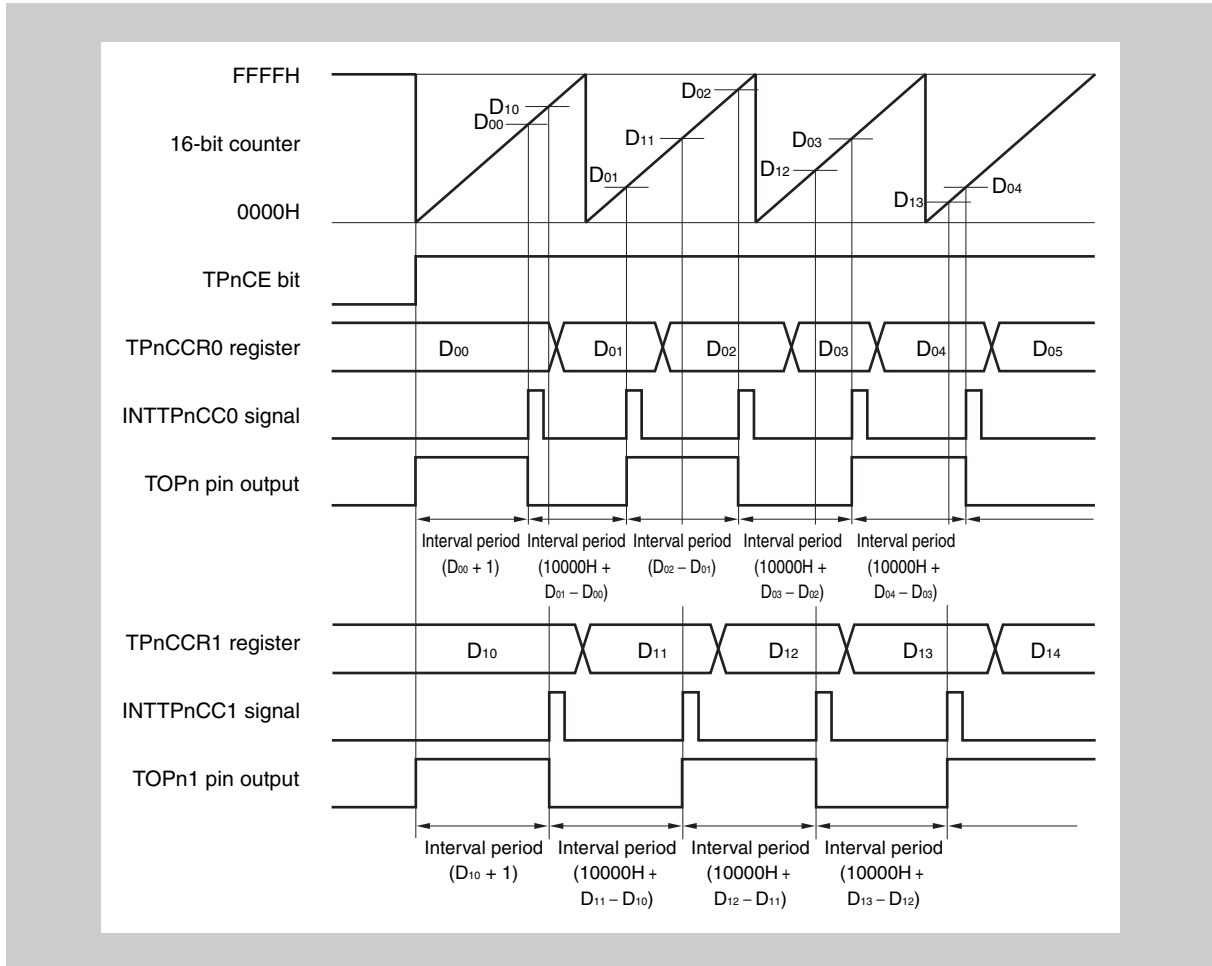 FFFFH
D10
D00
D02
16-bit counter
D11
D03
D01
D12
0000H
D13
D04
TPnCE bit
TPnCCR0 register
D00
D01
D02
D03
D04
D05
INTTPnCC0 signal
TOPn pin output
Interval period
(D00 + 1)
Interval period
(10000H +
D01 – D00)
Interval period
(D02 – D01)
Interval period
(10000H +
D03 – D02)
Interval period
(10000H +
D04 – D03)
TPnCCR1 register
D10
D11
D12
D13
D14
INTTPnCC1 signal
TOPn1 pin output
Interval period
(D10 + 1)
Interval period
(10000H +
D11 – D10)
Interval period
(10000H +
D12 – D11)
Interval period
(10000H +
D13 – D12)